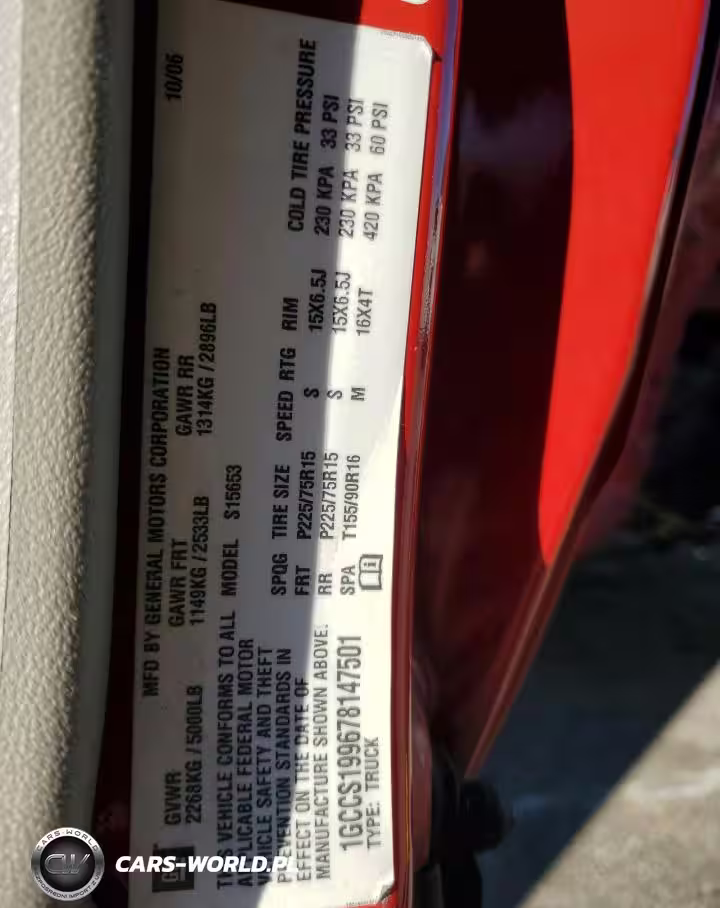 MFD BY GENERAL MOTORS CORPORATION 10/06
GM GVWR GAWR FRT GAWR RR
2268KG / 5000LB 1149KG / 2533LB 1314KG / 2896LB
THIS VEHICLE CONFORMS TO ALL MODEL S15653
APPLICABLE FEDERAL MOTOR
VEHICLE SAFETY AND THEFT
PREVENTION STANDARDS IN
EFFECT ON THE DATE OF
MANUFACTURE SHOWN ABOVE.
SPQG TIRE SIZE SPEED RTG RIM COLD TIRE PRESSURE
FRT P225/75R15 S 15X6.5J 230 KPA 33 PSI
RR P225/75R15 S 15X6.5J 230 KPA 33 PSI
SPA T155/90R16 M 16X4T 420 KPA 60 PSI
1GCCS199678147501
TYPE: TRUCK
CARS-WORLD
CW
CARS-WORLD.PL